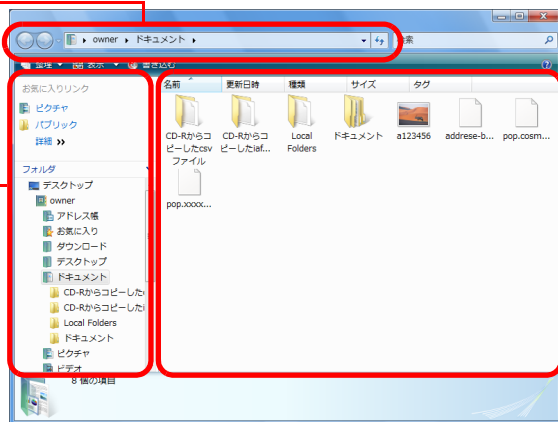 owner ドキュメント
検索
整理 表示 書き込む
お気に入りリンク
ピクチャ
パブリック
詳細 »
フォルダ
デスクトップ
owner
アドレス帳
お気に入り
ダウンロード
デスクトップ
ドキュメント
CD-Rからコピーした
CD-Rからコピーした
Local Folders
ドキュメント
ピクチャ
ビデオ
名前 更新日時 種類 サイズ タグ
CD-Rからコピーしたcsvファイル
CD-Rからコピーしたiaf...
Local Folders
ドキュメント
a123456
addrese-b...
pop.cosm...
pop.xxxx...
8 個の項目